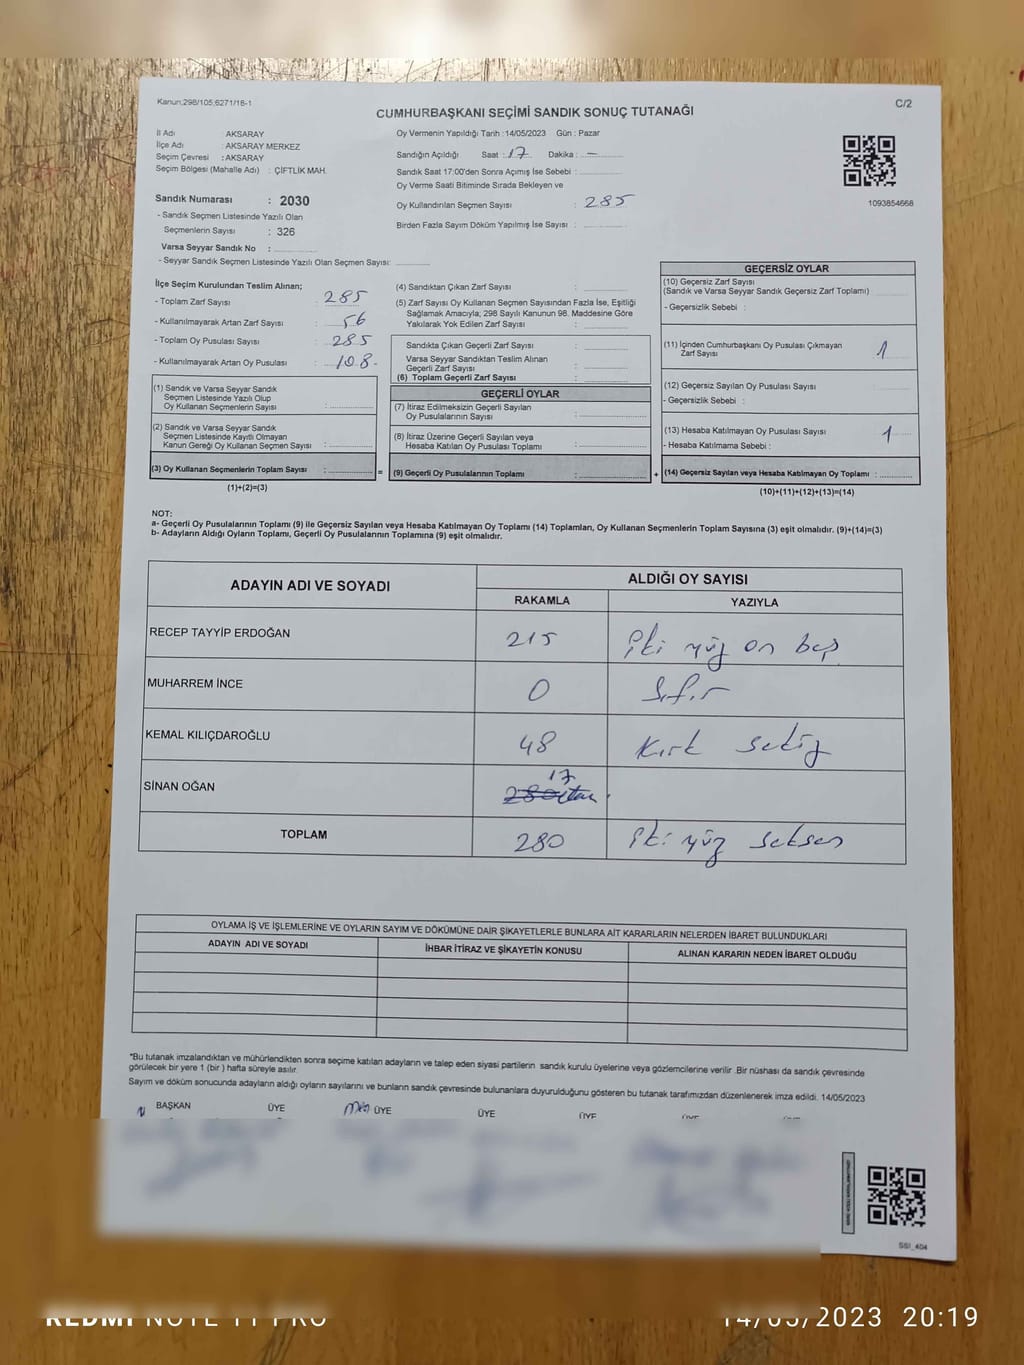 Kanun,298/105,6271/18-1
C/2
CUMHURBAŞKANI SEÇİMİ SANDIK SONUÇ TUTANAĞI
İl Adı : AKSARAY
İlçe Adı : AKSARAY MERKEZ
Seçim Çevresi : AKSARAY
Seçim Bölgesi (Mahalle Adı) : ÇİFTLİK MAH.
Sandık Numarası : 2030
- Sandık Seçmen Listesinde Yazılı Olan
Seçmenlerin Sayısı : 326
Varsa Seyyar Sandık No :
- Seyyar Sandık Seçmen Listesinde Yazılı Olan Seçmen Sayısı:
Oy Vermenin Yapıldığı Tarih :14/05/2023 Gün : Pazar
Sandığın Açıldığı Saat : 17 Dakika : —
Sandık Saat 17:00'den Sonra Açımış İse Sebebi :
Oy Verme Saati Bitiminde Sırada Bekleyen ve
Oy Kullandırılan Seçmen Sayısı : 285
Birden Fazla Sayım Döküm Yapılmış İse Sayısı :
1093854668
İlçe Seçim Kurulundan Teslim Alınan;
- Toplam Zarf Sayısı : 285
- Kullanılmayarak Artan Zarf Sayısı : 56
- Toplam Oy Pusulası Sayısı : 285
- Kullanılmayarak Artan Oy Pusulası : 108-
(1) Sandık ve Varsa Seyyar Sandık
Seçmen Listesinde Yazılı Olup
Oy Kullanan Seçmenlerin Sayısı :
(2) Sandık ve Varsa Seyyar Sandık
Seçmen Listesinde Kayıtlı Olmayan
Kanun Gereği Oy Kullanan Seçmen Sayısı :
(3) Oy Kullanan Seçmenlerin Toplam Sayısı : =
(1)+(2)=(3)
(4) Sandıktan Çıkan Zarf Sayısı :
(5) Zarf Sayısı Oy Kullanan Seçmen Sayısından Fazla İse, Eşitliği
Sağlamak Amacıyla; 298 Sayılı Kanunun 98. Maddesine Göre
Yakılarak Yok Edilen Zarf Sayısı :
Sandıkta Çıkan Geçerli Zarf Sayısı :
Varsa Seyyar Sandıktan Teslim Alınan
Geçerli Zarf Sayısı :
(6) Toplam Geçerli Zarf Sayısı :
GEÇERLİ OYLAR
(7) İtiraz Edilmeksizin Geçerli Sayılan
Oy Pusulalarının Sayısı :
(8) İtiraz Üzerine Geçerli Sayılan veya
Hesaba Katılan Oy Pusulası Toplamı :
(9) Geçerli Oy Pusulalarının Toplamı : +
GEÇERSİZ OYLAR
(10) Geçersiz Zarf Sayısı
(Sandık ve Varsa Seyyar Sandık Geçersiz Zarf Toplamı)
- Geçersizlik Sebebi :
(11) İçinden Cumhurbaşkanı Oy Pusulası Çıkmayan
Zarf Sayısı 1
(12) Geçersiz Sayılan Oy Pusulası Sayısı :
- Geçersizlik Sebebi :
(13) Hesaba Katılmayan Oy Pusulası Sayısı : 1
- Hesaba Katılmama Sebebi :
(14) Geçersiz Sayılan veya Hesaba Katılmayan Oy Toplamı :
(10)+(11)+(12)+(13)=(14)
NOT:
a- Geçerli Oy Pusulalarının Toplamı (9) ile Geçersiz Sayılan veya Hesaba Katılmayan Oy Toplamı (14) Toplamları, Oy Kullanan Seçmenlerin Toplam Sayısına (3) eşit olmalıdır. (9)+(14)=(3)
b- Adayların Aldığı Oyların Toplamı, Geçerli Oy Pusulalarının Toplamına (9) eşit olmalıdır.
ADAYIN ADI VE SOYADI ALDIĞI OY SAYISI
RAKAMLA YAZIYLA
RECEP TAYYİP ERDOĞAN 215 İki yüz on beş
MUHARREM İNCE 0 Sıfır
KEMAL KILIÇDAROĞLU 48 Kırk sekiz
SİNAN OĞAN 17
TOPLAM 280 İki yüz seksen
OYLAMA İŞ VE İŞLEMLERİNE VE OYLARIN SAYIM VE DÖKÜMÜNE DAİR ŞİKAYETLERLE BUNLARA AİT KARARLARIN NELERDEN İBARET BULUNDUKLARI
ADAYIN ADI VE SOYADI İHBAR İTİRAZ VE ŞİKAYETİN KONUSU ALINAN KARARIN NEDEN İBARET OLDUĞU
*Bu tutanak imzalandıktan ve mühürlendikten sonra seçime katılan adayların ve talep eden siyasi partilerin sandık kurulu üyelerine veya gözlemcilerine verilir .Bir nüshası da sandık çevresinde
görülecek bir yere 1 (bir ) hafta süreyle asılır.
Sayım ve döküm sonucunda adayların aldığı oyların sayılarını ve bunların sandık çevresinde bulunanlara duyurulduğunu gösteren bu tutanak tarafımızdan düzenlenerek imza edildi. 14/05/2023
BAŞKAN ÜYE ÜYE ÜYE ÜYE ÜYE ÜYE
SSI_404
REDMI NOTE 11 PRO
14/05/2023 20:19